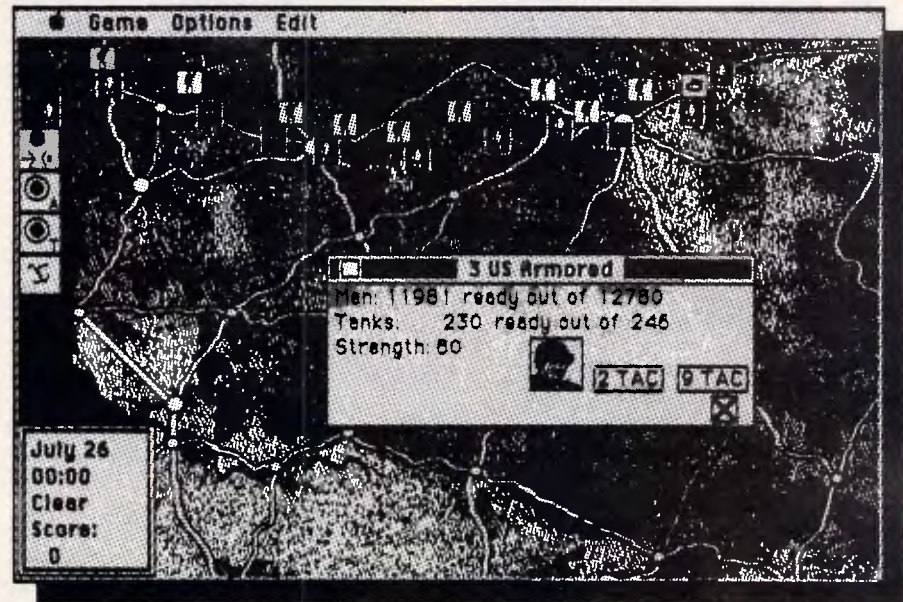 Game Options Edit
3 US Armored
Men: 11981 ready out of 12780
Tanks: 230 ready out of 246
Strength: 80
2 TAC 9 TAC
July 26
00:00
Clear
Score:
0